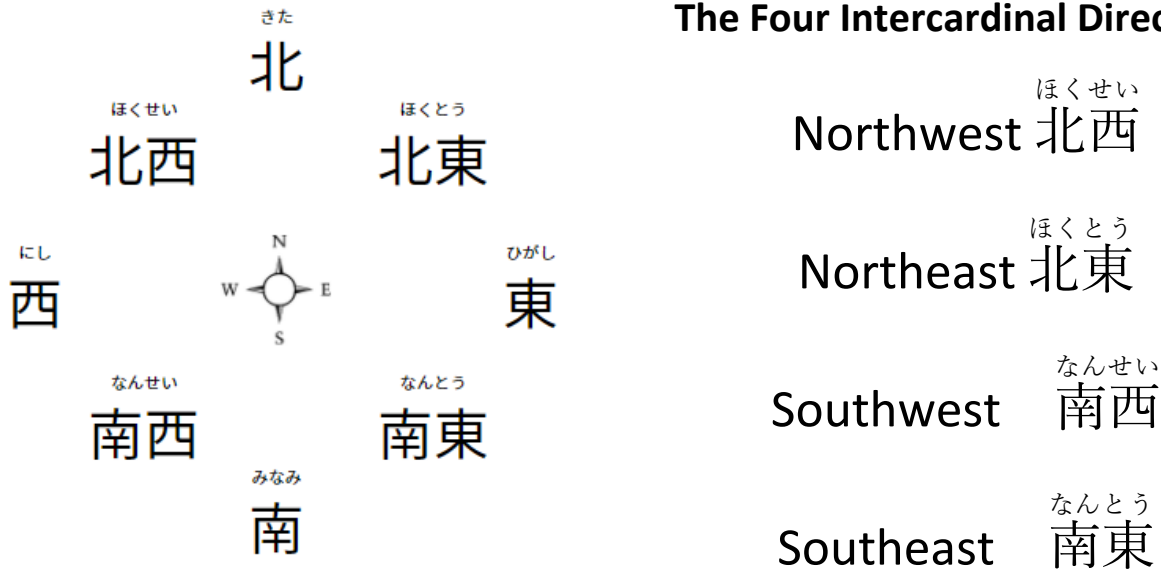 きた
北
ほくせい ほくとう
北西 北東
N
にし ひがし
西 W E 東
S
なんせい なんとう
南西 南東
みなみ
南
The Four Intercardinal Direc
ほくせい
Northwest 北西
ほくとう
Northeast 北東
なんせい
Southwest 南西
なんとう
Southeast 南東